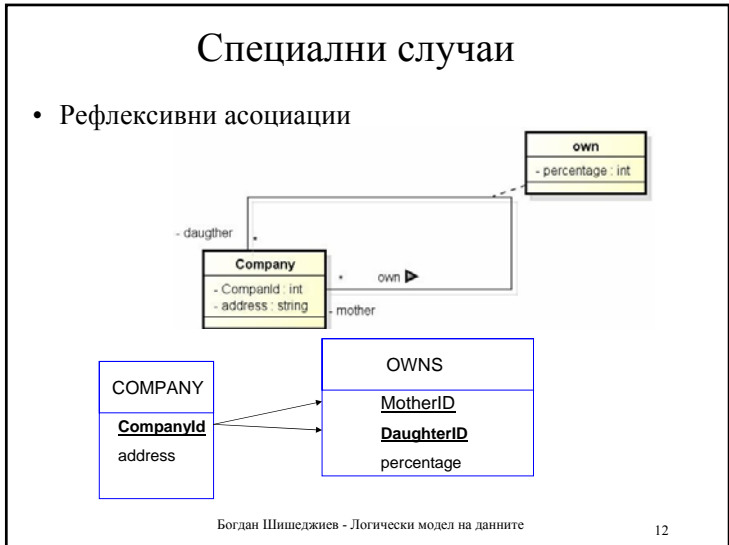 Специални случаи
• Рефлексивни асоциации
own
- percentage : int
- daugther
*
Company
- CompanId : int
- address : string
* own
- mother
COMPANY
CompanyId
address
OWNS
MotherID
DaughterID
percentage
Богдан Шишеджиев - Логически модел на данните
12